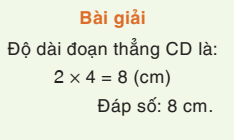 Bài giải
Độ dài đoạn thẳng CD là:
2 × 4 = 8 (cm)
Đáp số: 8 cm.